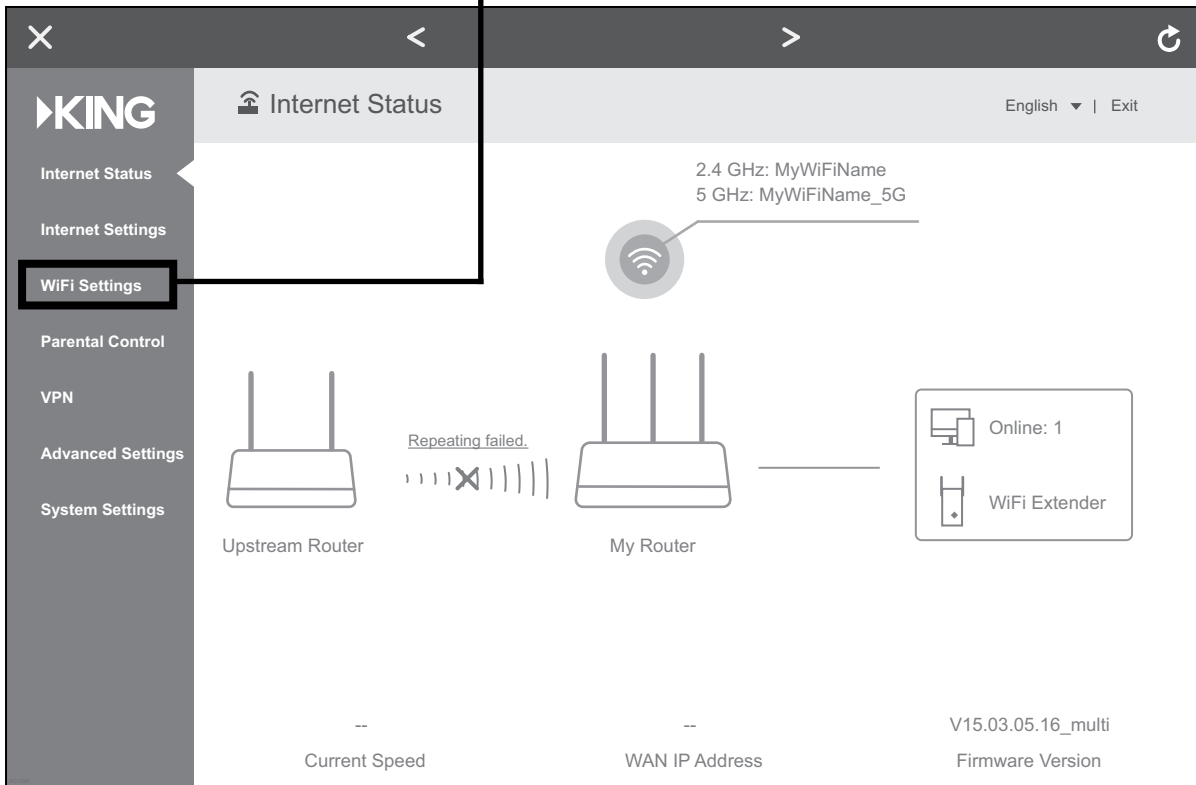 KING
Internet Status
English | Exit
Internet Status
Internet Settings
WiFi Settings
Parental Control
VPN
Advanced Settings
System Settings
2.4 GHz: MyWiFiName
5 GHz: MyWiFiName_5G
Repeating failed.
Upstream Router
My Router
Online: 1
WiFi Extender
--
Current Speed
--
WAN IP Address
V15.03.05.16_multi
Firmware Version